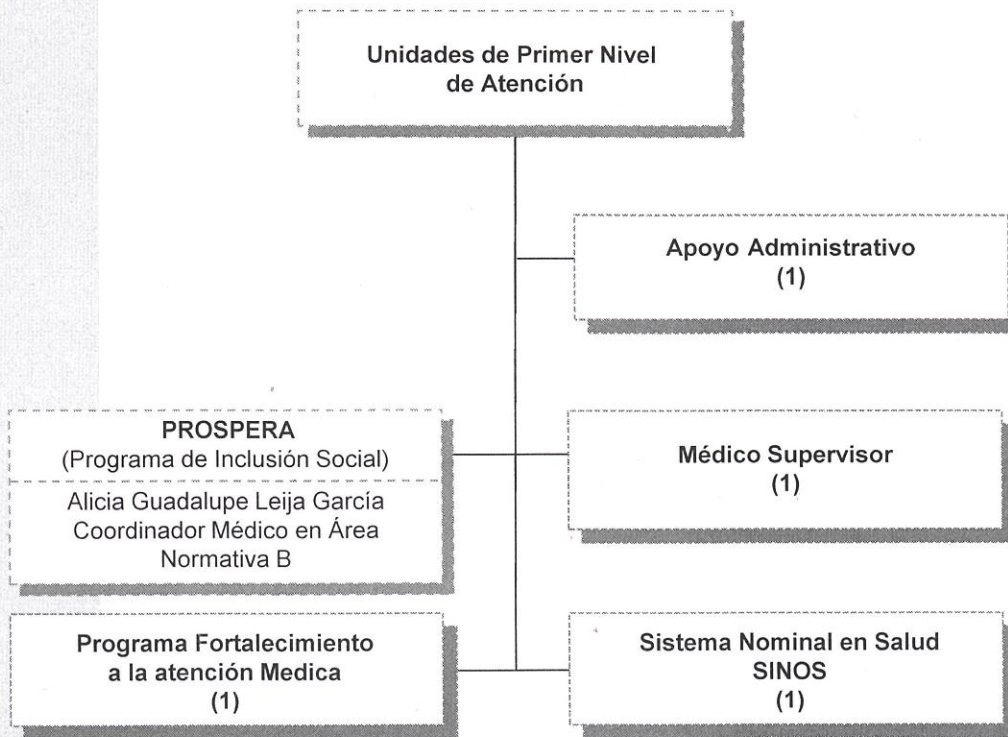 Unidades de Primer Nivel
de Atención
Apoyo Administrativo
(1)
PROSPERA
(Programa de Inclusión Social)
Alicia Guadalupe Leija García
Coordinador Médico en Área
Normativa B
Médico Supervisor
(1)
Programa Fortalecimiento
a la atención Medica
(1)
Sistema Nominal en Salud
SINOS
(1)